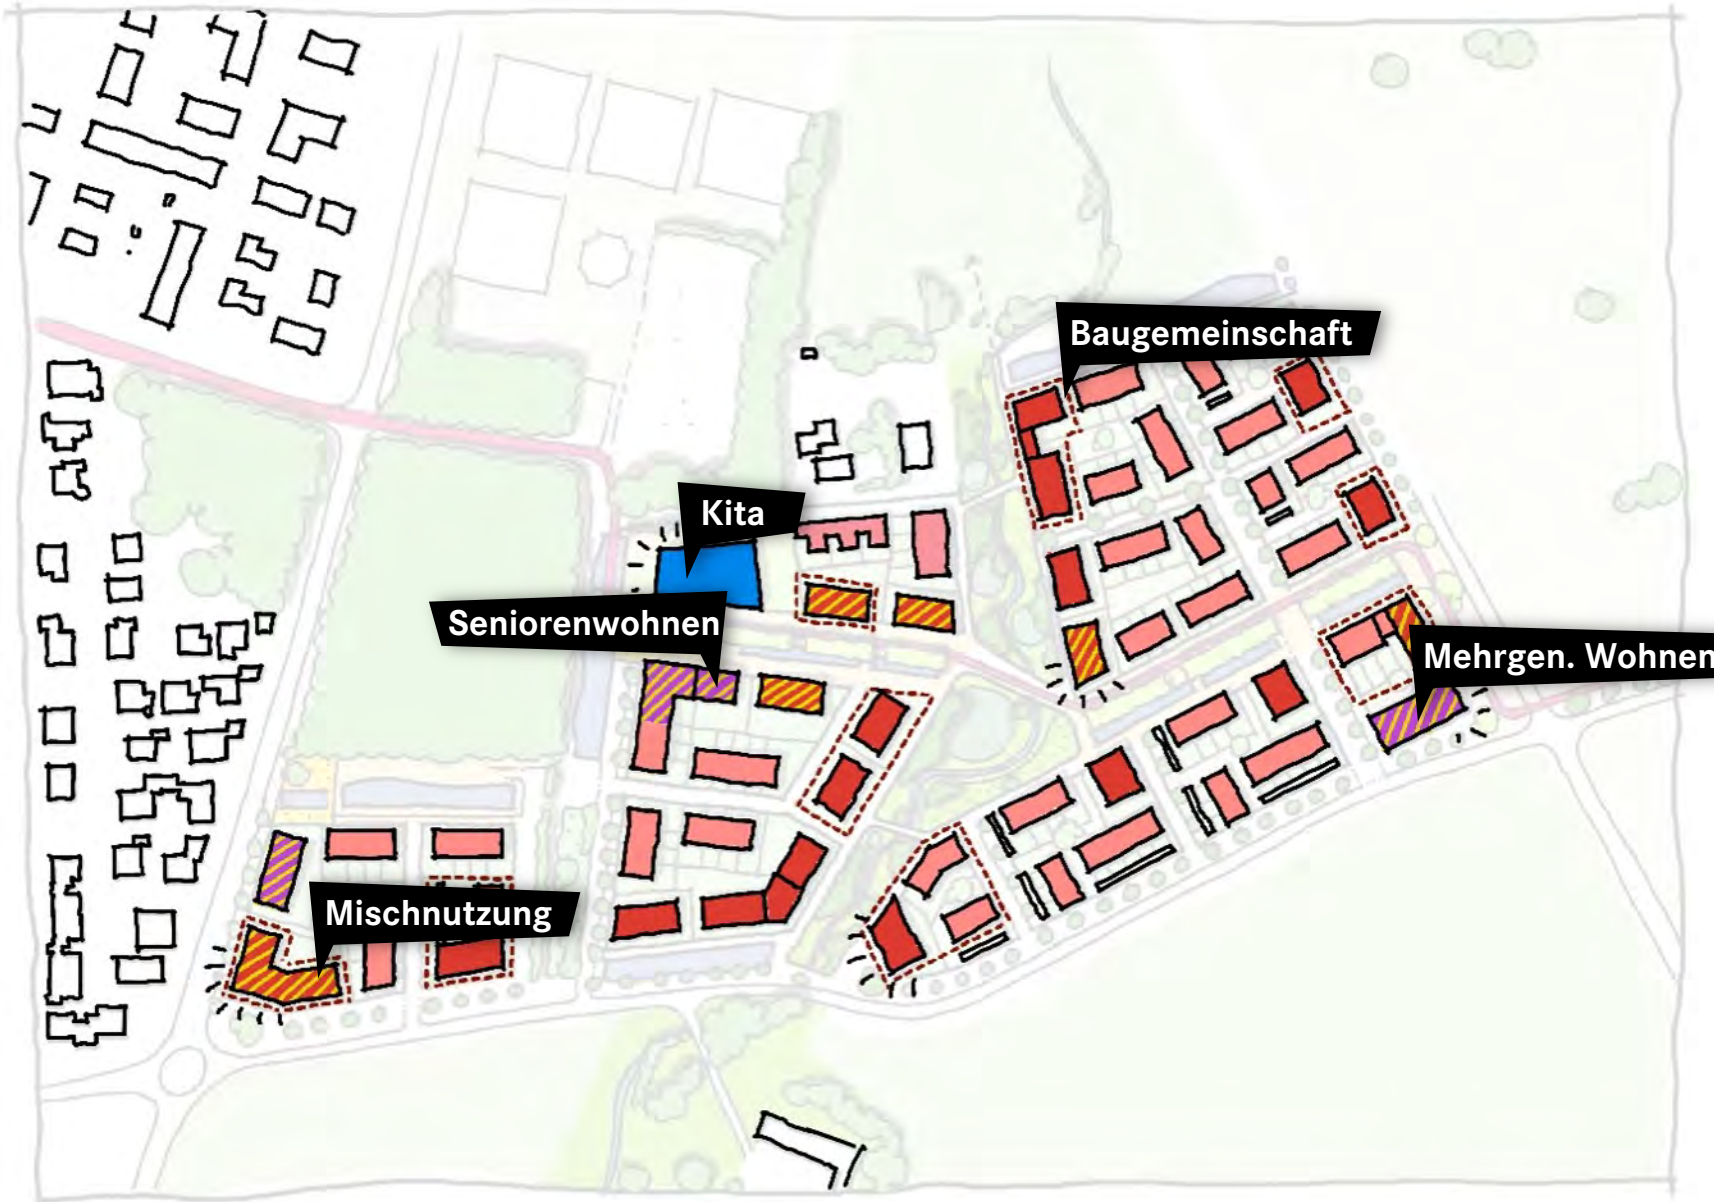 Baugemeinschaft
Kita
Seniorenwohnen
Mehrgen. Wohnen
Mischnutzung